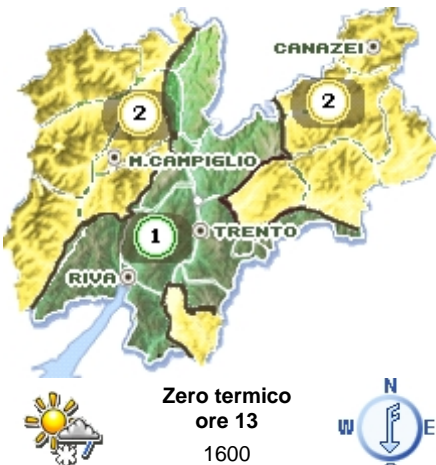 CANAZEI
2
2
M.CAMPIGLIO
1
TRENTO
RIVA
Zero termico
ore 13
1600
N
W E